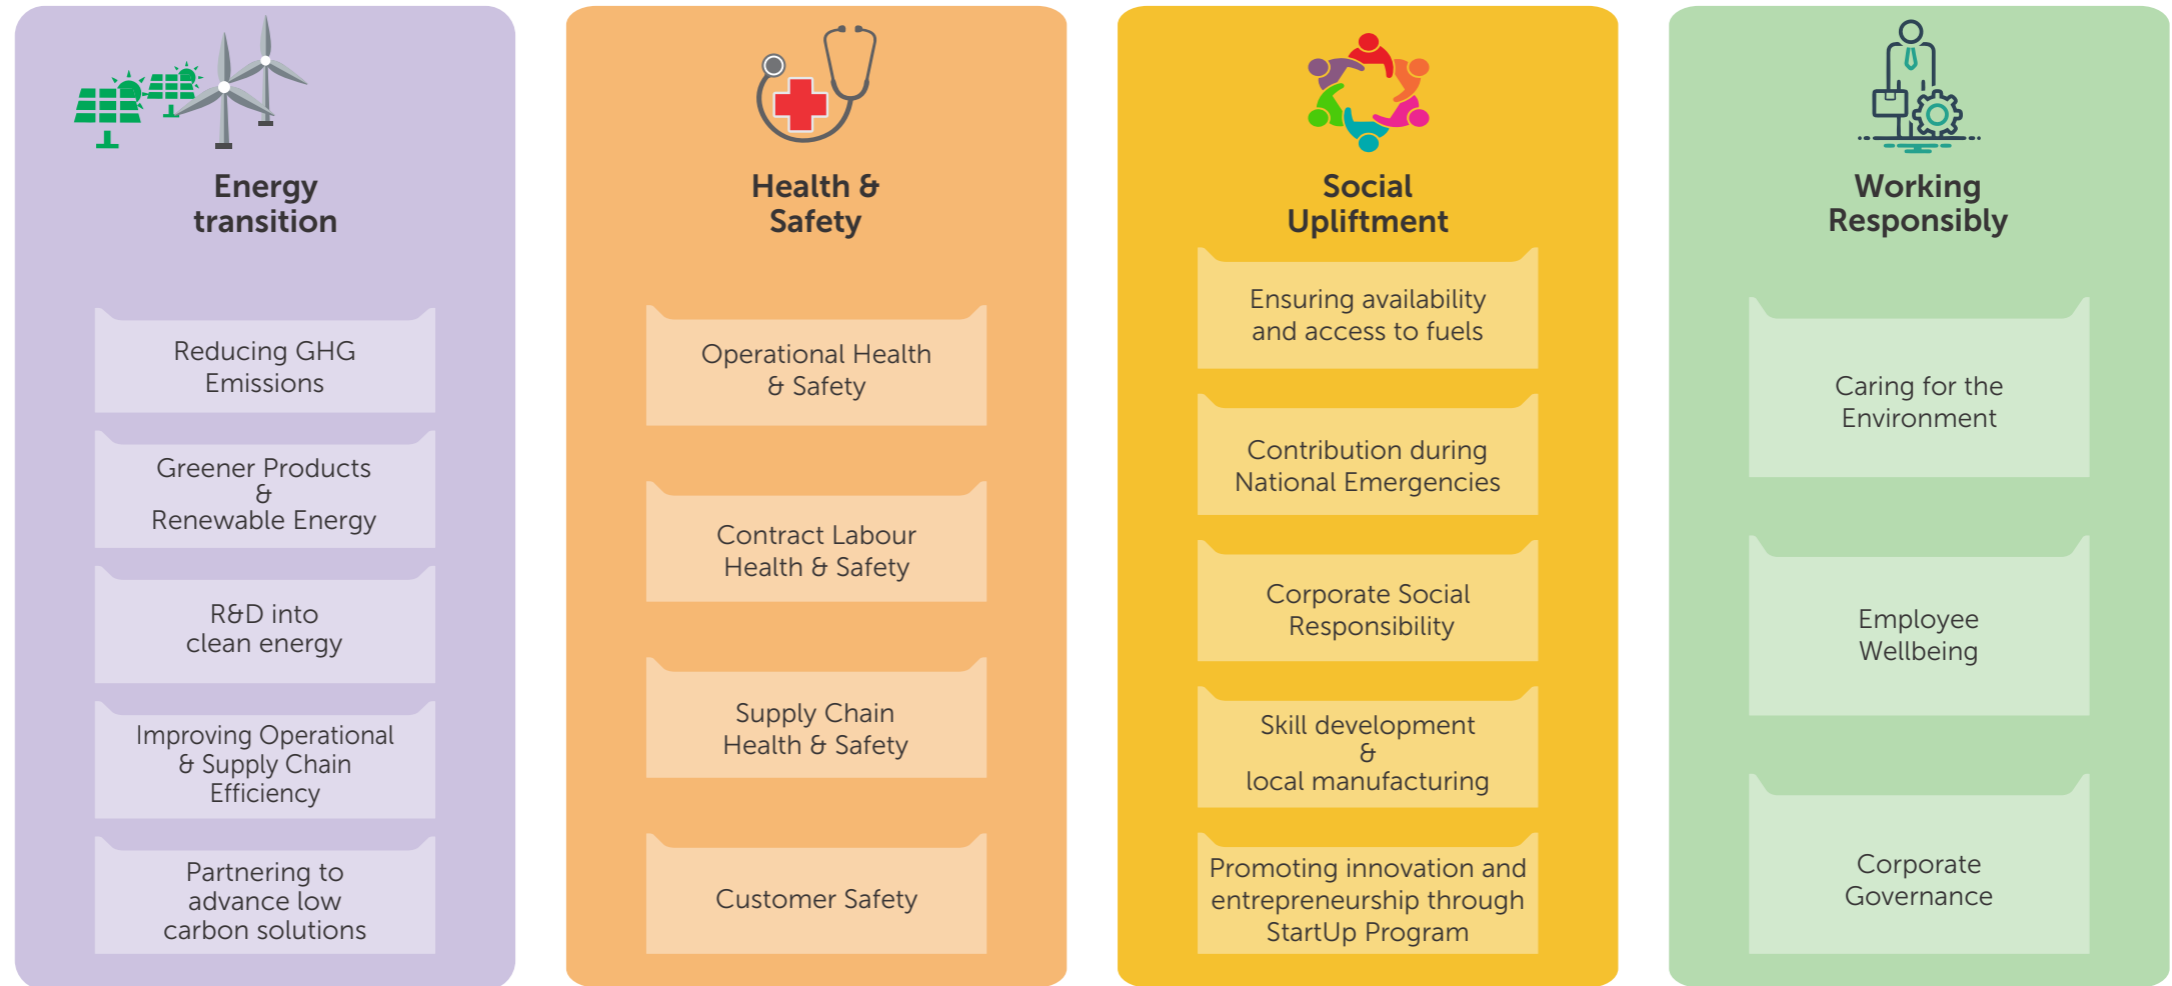 Energy
transition
Reducing GHG
Emissions
Greener Products
&
Renewable Energy
R&D into
clean energy
Improving Operational
& Supply Chain
Efficiency
Partnering to
advance low
carbon solutions
Health &
Safety
Operational Health
& Safety
Contract Labour
Health & Safety
Supply Chain
Health & Safety
Customer Safety
Social
Upliftment
Ensuring availability
and access to fuels
Contribution during
National Emergencies
Corporate Social
Responsibility
Skill development
&
local manufacturing
Promoting innovation and
entrepreneurship through
StartUp Program
Working
Responsibly
Caring for the
Environment
Employee
Wellbeing
Corporate
Governance